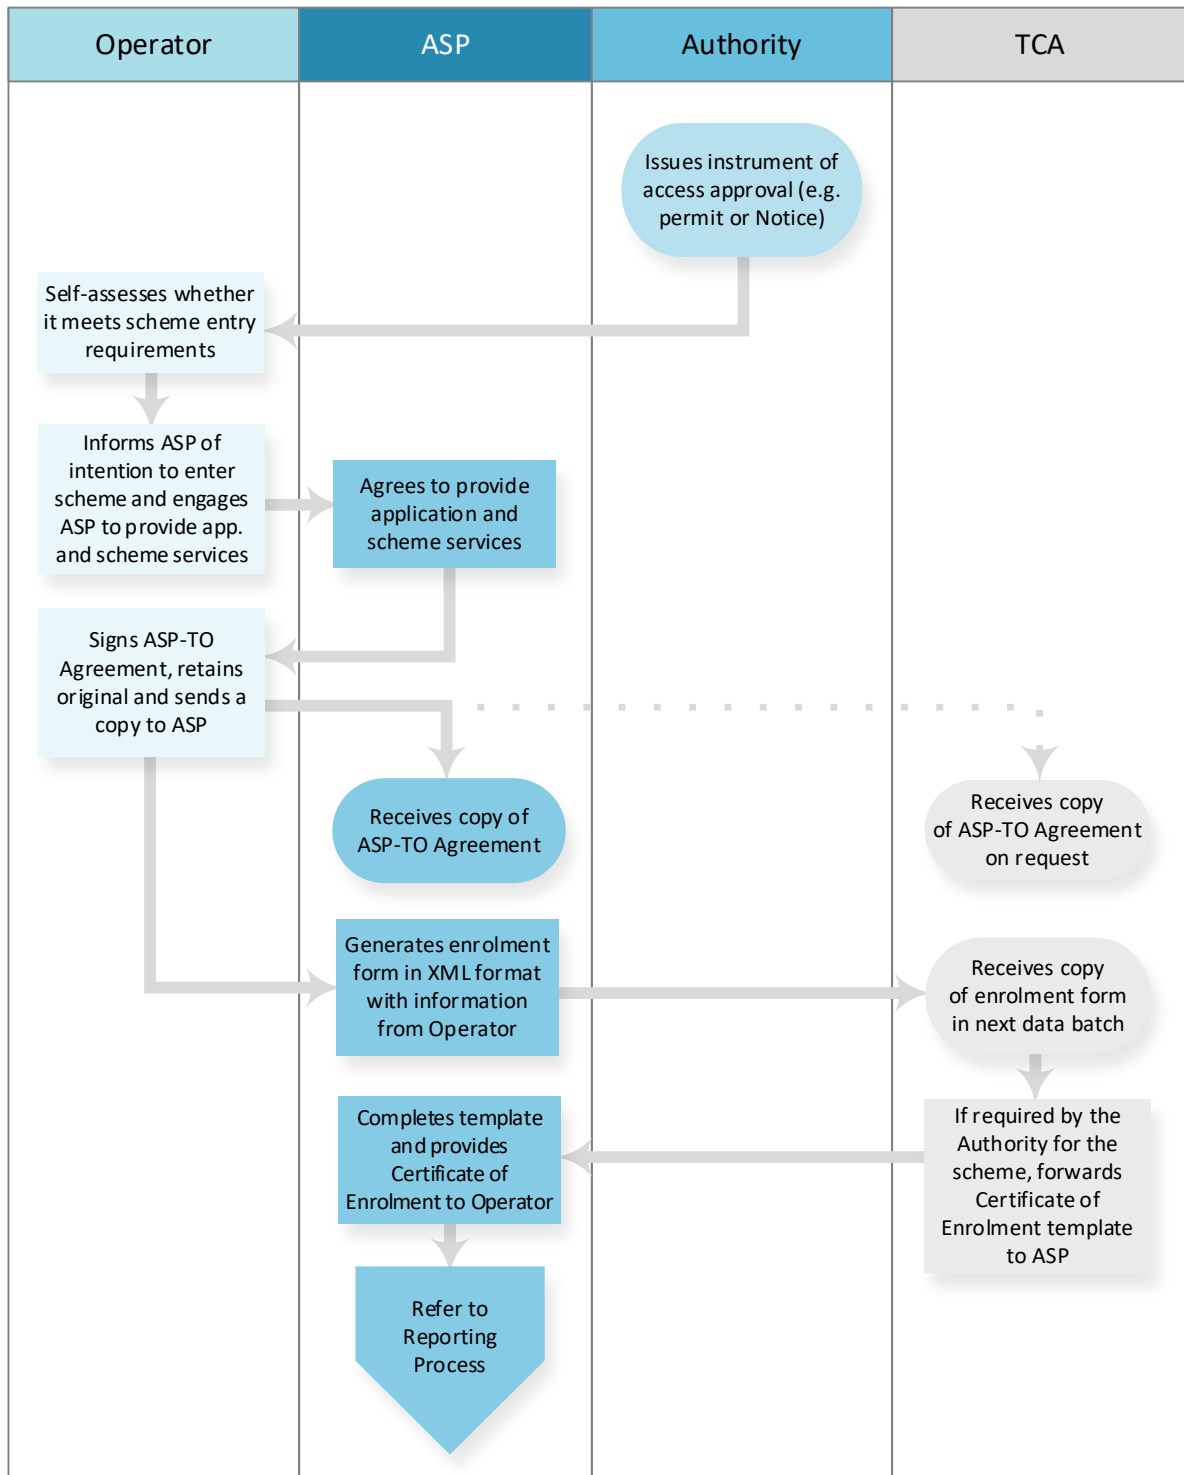 Operator
ASP
Authority
TCA
Issues instrument of
access approval (e.g.
permit or Notice)
Self-assesses whether
it meets scheme entry
requirements
Informs ASP of
intention to enter
scheme and engages
ASP to provide app.
and scheme services
Agrees to provide
application and
scheme services
Signs ASP-TO
Agreement, retains
original and sends a
copy to ASP
Receives copy of
ASP-TO Agreement
Receives copy
of ASP-TO Agreement
on request
Generates enrolment
form in XML format
with information
from Operator
Receives copy
of enrolment form
in next data batch
Completes template
and provides
Certificate of
Enrolment to Operator
If required by the
Authority for the
scheme, forwards
Certificate of
Enrolment template
to ASP
Refer to
Reporting
Process